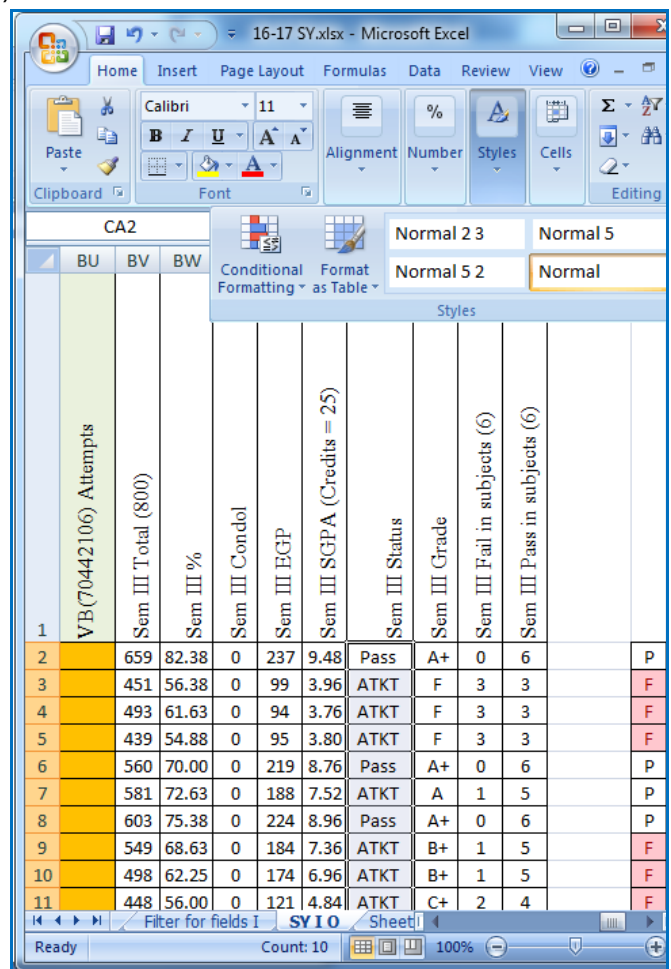 16-17 SY.xlsx - Microsoft Excel
Home Insert Page Layout Formulas Data Review View
Paste
Calibri 11
B I U A A
A
Alignment
Number
Styles
Cells
Σ
Clipboard Font Editing
CA2
Conditional Formatting
Format as Table
Normal 2 3 Normal 5
Normal 5 2 Normal
Styles
BU BV BW
1 VB(70442106) Attempts
Sem III Total (800)
Sem III %
Sem III Condol
Sem III EGP
Sem III SGPA (Credits = 25)
Sem III Status
Sem III Grade
Sem III Fail in subjects (6)
Sem III Pass in subjects (6)
2 659 82.38 0 237 9.48 Pass A+ 0 6 P
3 451 56.38 0 99 3.96 ATKT F 3 3 F
4 493 61.63 0 94 3.76 ATKT F 3 3 F
5 439 54.88 0 95 3.80 ATKT F 3 3 F
6 560 70.00 0 219 8.76 Pass A+ 0 6 P
7 581 72.63 0 188 7.52 ATKT A 1 5 P
8 603 75.38 0 224 8.96 Pass A+ 0 6 P
9 549 68.63 0 184 7.36 ATKT B+ 1 5 F
10 498 62.25 0 174 6.96 ATKT B+ 1 5 F
11 448 56.00 0 121 4.84 ATKT C+ 2 4 F
Filter for fields I SY I O Sheet
Ready Count: 10 100%